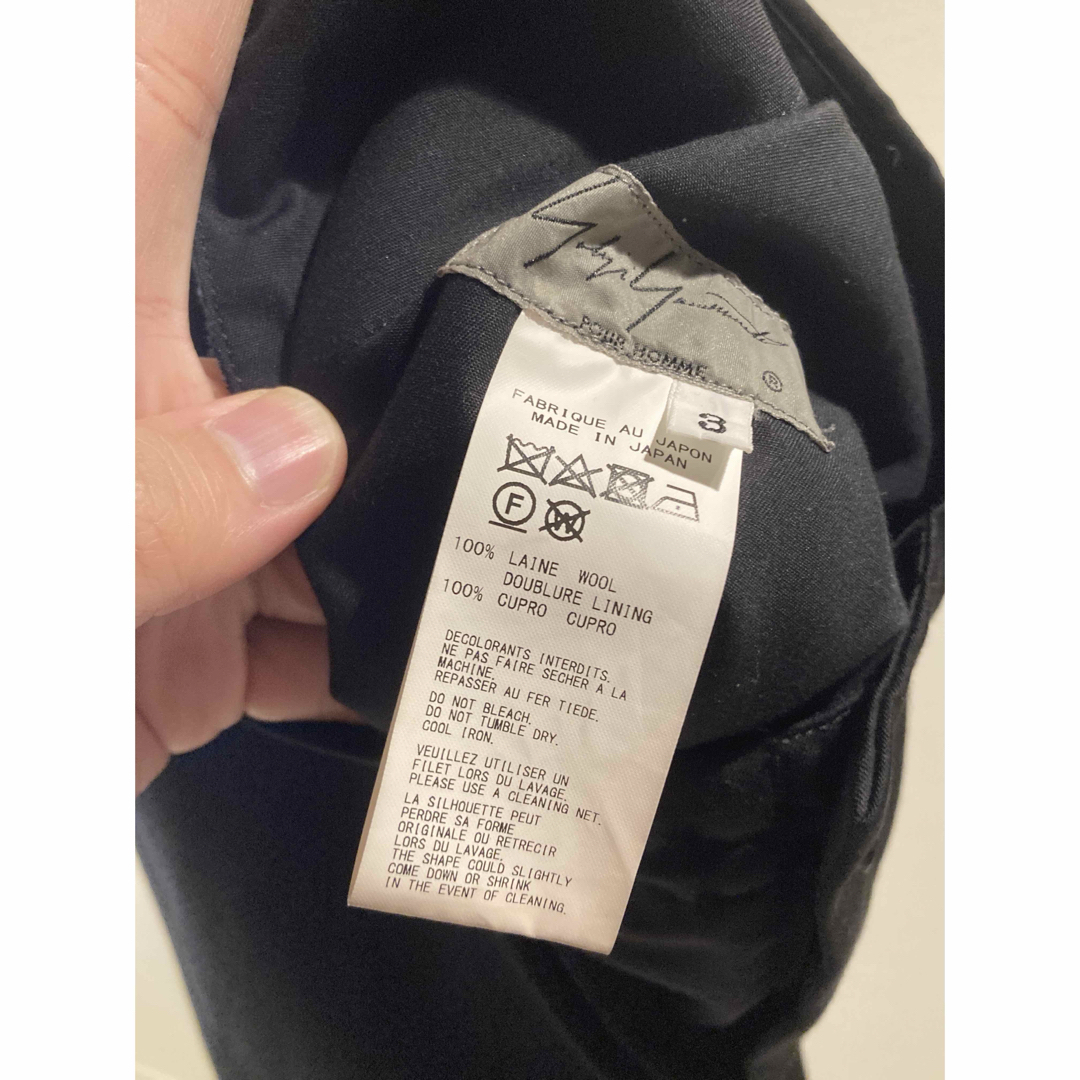 Yohji Yamamoto
POUR HOMME
®
3
FABRIQUE AU JAPON
MADE IN JAPAN
F
W
100% LAINE WOOL
DOUBLURE LINING
100% CUPRO CUPRO
DECOLORANTS INTERDITS.
NE PAS FAIRE SECHER A LA
MACHINE.
REPASSER AU FER TIEDE.
DO NOT BLEACH.
DO NOT TUMBLE DRY.
COOL IRON.
VEUILLEZ UTILISER UN
FILET LORS DU LAVAGE.
PLEASE USE A CLEANING NET.
LA SILHOUETTE PEUT
PERDRE SA FORME
ORIGINALE OU RETRECIR
LORS DU LAVAGE.
THE SHAPE COULD SLIGHTLY
COME DOWN OR SHRINK
IN THE EVENT OF CLEANING.